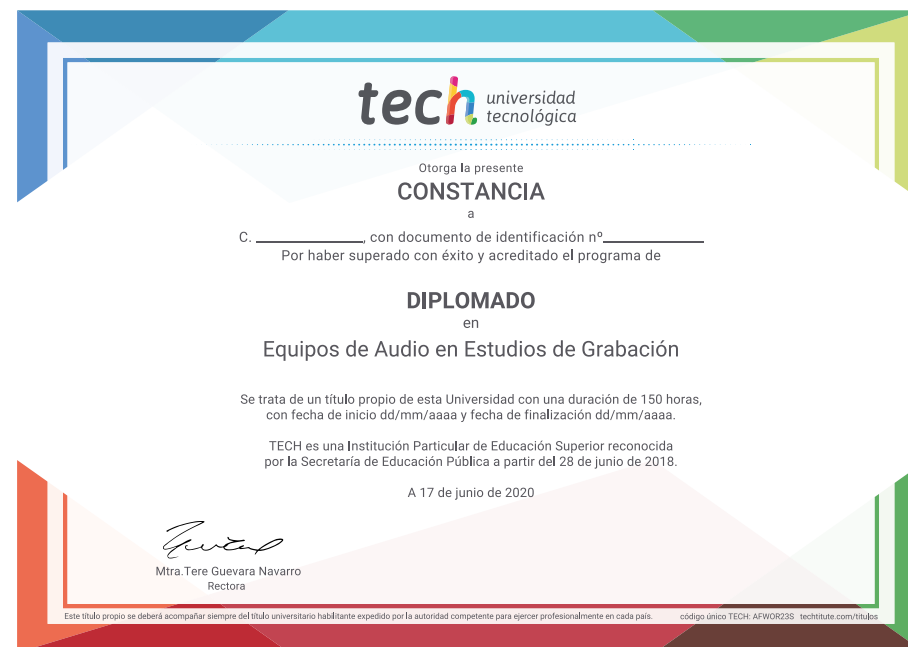 tech universidad
tecnológica
Otorga la presente
CONSTANCIA
a
C. ______________, con documento de identificación nº_____________
Por haber superado con éxito y acreditado el programa de
DIPLOMADO
en
Equipos de Audio en Estudios de Grabación
Se trata de un título propio de esta Universidad con una duración de 150 horas,
con fecha de inicio dd/mm/aaaa y fecha de finalización dd/mm/aaaa.
TECH es una Institución Particular de Educación Superior reconocida
por la Secretaría de Educación Pública a partir del 28 de junio de 2018.
A 17 de junio de 2020
Mtra.Tere Guevara Navarro
Rectora
Este título propio se deberá acompañar siempre del título universitario habilitante expedido por la autoridad competente para ejercer profesionalmente en cada país. código único TECH: AFWOR23S techtitute.com/titulos